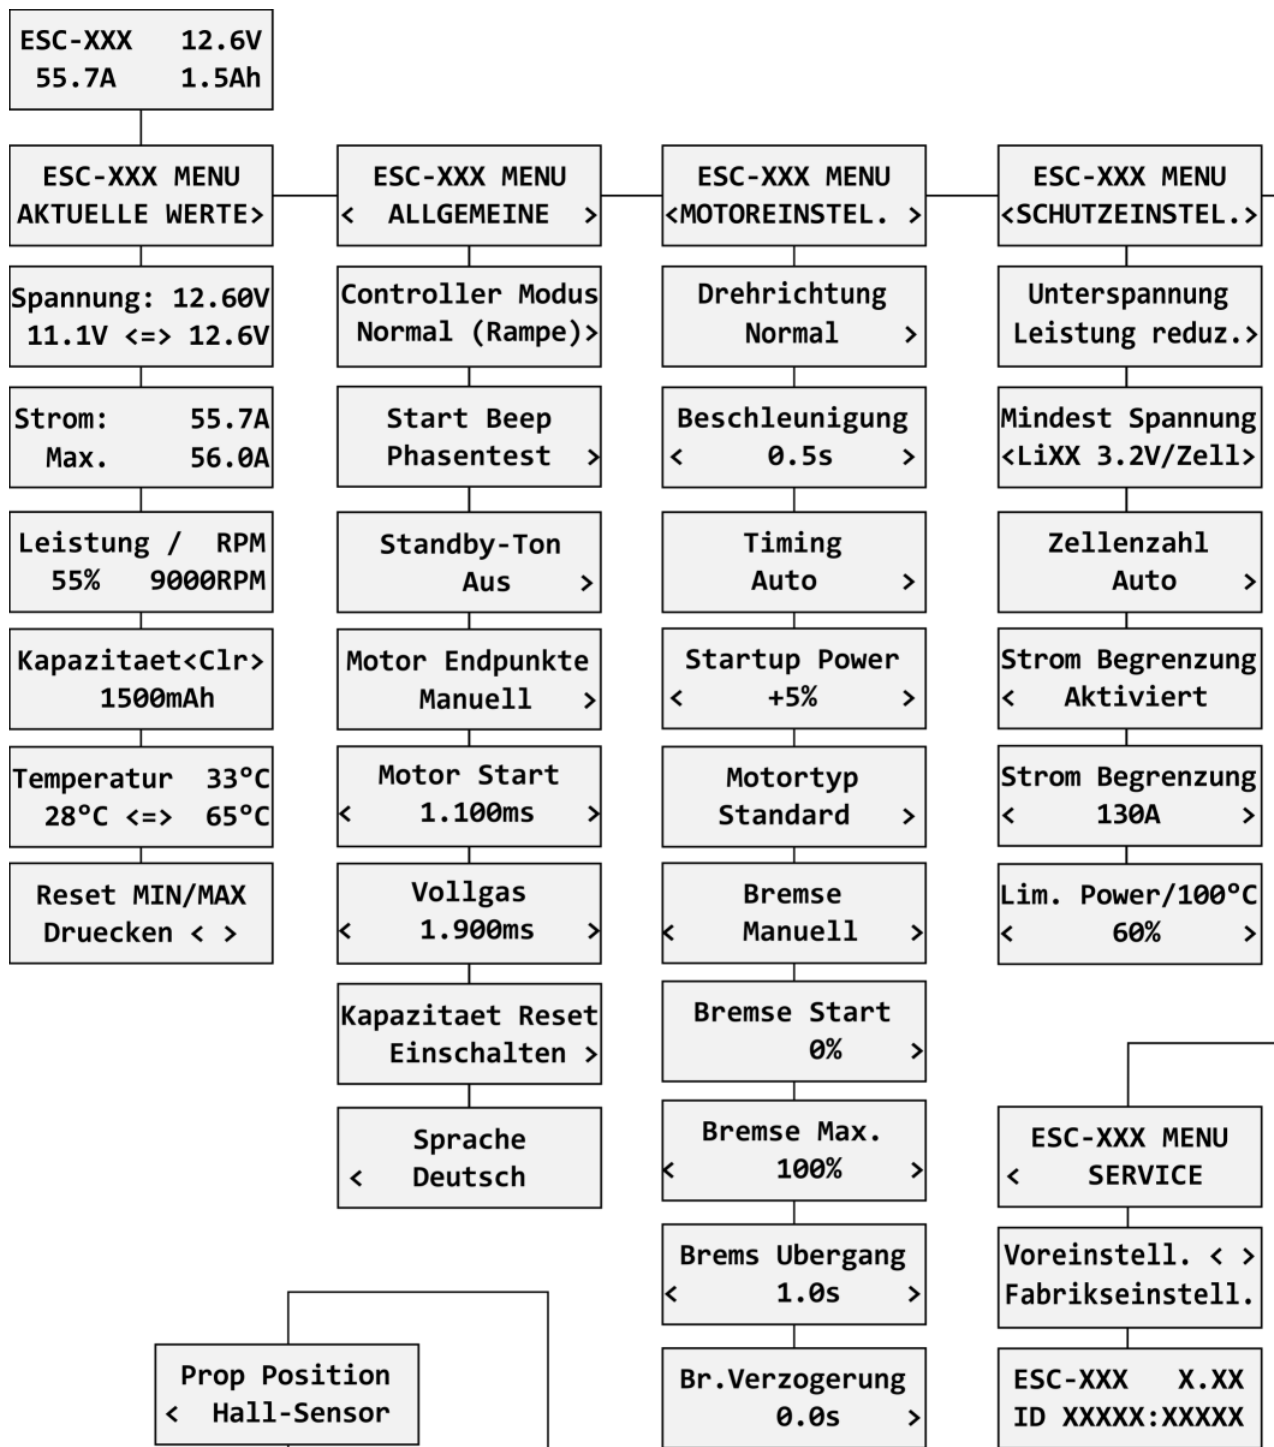 ESC-XXX 12.6V
55.7A 1.5Ah
ESC-XXX MENU
AKTUELLE WERTE>
Spannung: 12.60V
11.1V <=> 12.6V
Strom: 55.7A
Max. 56.0A
Leistung / RPM
55% 9000RPM
Kapazitaet<Clr>
1500mAh
Temperatur 33°C
28°C <=> 65°C
Reset MIN/MAX
Druecken < >
ESC-XXX MENU
< ALLGEMEINE >
Controller Modus
Normal (Rampe)>
Start Beep
Phasentest >
Standby-Ton
Aus >
Motor Endpunkte
Manuell >
Motor Start
< 1.100ms >
Vollgas
< 1.900ms >
Kapazitaet Reset
Einschalten >
Sprache
< Deutsch
Prop Position
< Hall-Sensor
ESC-XXX MENU
<MOTOREINSTEL. >
Drehrichtung
Normal >
Beschleunigung
< 0.5s >
Timing
Auto >
Startup Power
< +5% >
Motortyp
Standard >
Bremse
< Manuell >
Bremse Start
0% >
Bremse Max.
< 100% >
Brems Ubergang
< 1.0s >
Br.Verzogerung
0.0s >
ESC-XXX MENU
<SCHUTZEINSTEL.>
Unterspannung
Leistung reduz.>
Mindest Spannung
<LiXX 3.2V/Zell>
Zellenzahl
Auto >
Strom Begrenzung
< Aktiviert
Strom Begrenzung
< 130A >
Lim. Power/100°C
< 60% >
ESC-XXX MENU
< SERVICE
Voreinstell. < >
Fabrikseinstell.
ESC-XXX X.XX
ID XXXXX:XXXXX